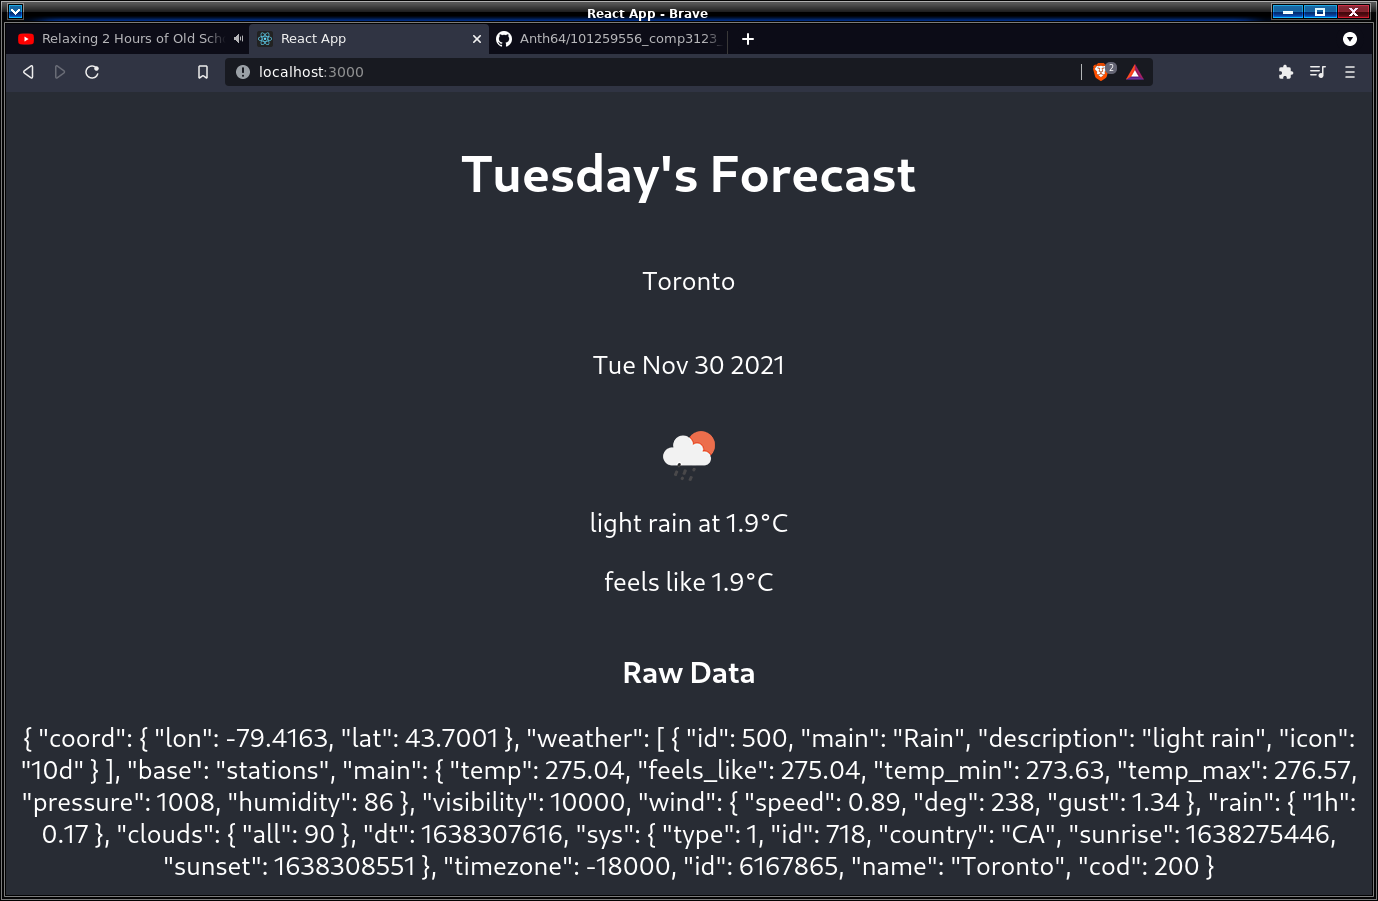 React App - Brave
Relaxing 2 Hours of Old Sch
React App
Anth64/101259556_comp3123_
localhost:3000
2
Tuesday's Forecast
Toronto
Tue Nov 30 2021
light rain at 1.9°C
feels like 1.9°C
Raw Data
{ "coord": { "lon": -79.4163, "lat": 43.7001 }, "weather": [ { "id": 500, "main": "Rain", "description": "light rain", "icon":
"10d" } ], "base": "stations", "main": { "temp": 275.04, "feels_like": 275.04, "temp_min": 273.63, "temp_max": 276.57,
"pressure": 1008, "humidity": 86 }, "visibility": 10000, "wind": { "speed": 0.89, "deg": 238, "gust": 1.34 }, "rain": { "1h":
0.17 }, "clouds": { "all": 90 }, "dt": 1638307616, "sys": { "type": 1, "id": 718, "country": "CA", "sunrise": 1638275446,
"sunset": 1638308551 }, "timezone": -18000, "id": 6167865, "name": "Toronto", "cod": 200 }